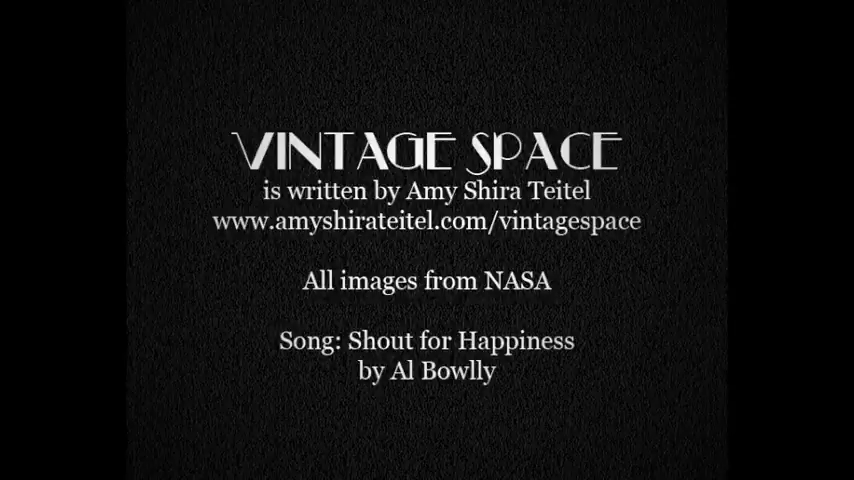 VINTAGE SPACE
is written by Amy Shira Teitel
www.amyshirateitel.com/vintagespace
All images from NASA
Song: Shout for Happiness
by Al Bowlly